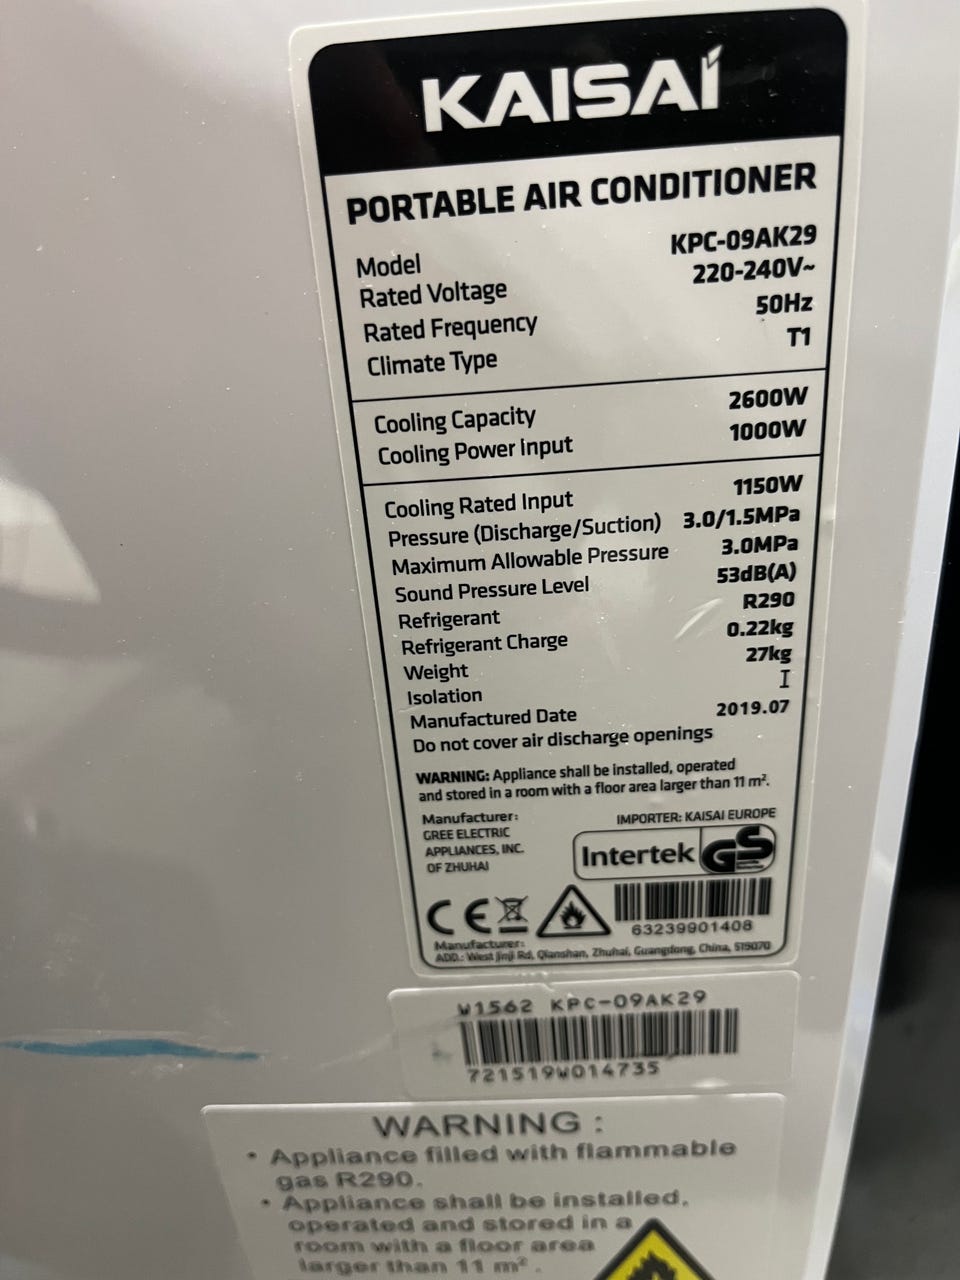 KAISAI
PORTABLE AIR CONDITIONER
Model KPC-09AK29
Rated Voltage 220-240V~
Rated Frequency 50Hz
Climate Type T1
Cooling Capacity 2600W
Cooling Power Input 1000W
Cooling Rated Input 1150W
Pressure (Discharge/Suction) 3.0/1.5MPa
Maximum Allowable Pressure 3.0MPa
Sound Pressure Level 53dB(A)
Refrigerant R290
Refrigerant Charge 0.22kg
Weight 27kg
Isolation I
Manufactured Date 2019.07
Do not cover air discharge openings
WARNING: Appliance shall be installed, operated
and stored in a room with a floor area larger than 11 m².
Manufacturer:
GREE ELECTRIC
APPLIANCES, INC.
OF ZHUHAI
IMPORTER: KAISAI EUROPE
Intertek GS
CE
63239901408
Manufacturer:
ADD.: West Jinji Rd, Qianshan, Zhuhai, Guangdong, China, 519070
W1562 KPC-09AK29
721519W014735
WARNING :
• Appliance filled with flammable
gas R290.
• Appliance shall be installed,
operated and stored in a
room with a floor area
larger than 11 m².